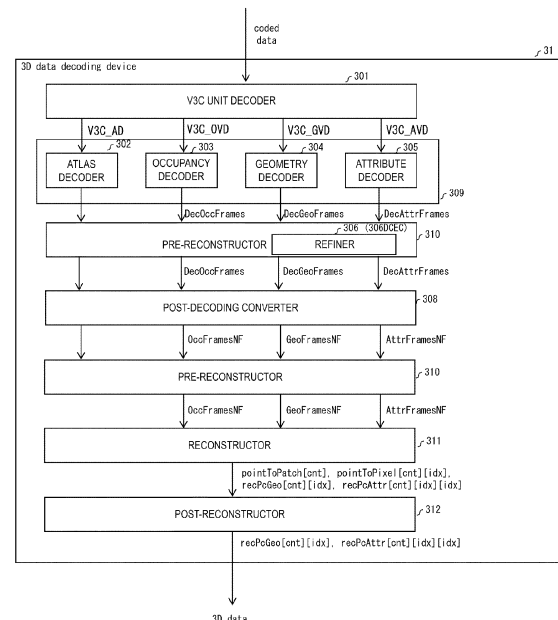 coded
data
31
3D data decoding device
301
V3C UNIT DECODER
V3C_AD V3C_OVD V3C_GVD V3C_AVD
302 303 304 305
ATLAS
DECODER
OCCUPANCY
DECODER
GEOMETRY
DECODER
ATTRIBUTE
DECODER
309
DecOccFrames DecGeoFrames DecAttrFrames
306 (306DCEC)
310
PRE-RECONSTRUCTOR
REFINER
DecOccFrames DecGeoFrames DecAttrFrames
POST-DECODING CONVERTER
308
OccFramesNF GeoFramesNF AttrFramesNF
PRE-RECONSTRUCTOR
310
OccFramesNF GeoFramesNF AttrFramesNF
RECONSTRUCTOR
311
pointToPatch[cnt], pointToPixel[cnt][idx],
recPcGeo[cnt][idx], recPcAttr[cnt][idx][idx]
POST-RECONSTRUCTOR
312
recPcGeo[cnt][idx], recPcAttr[cnt][idx][idx]
3D data